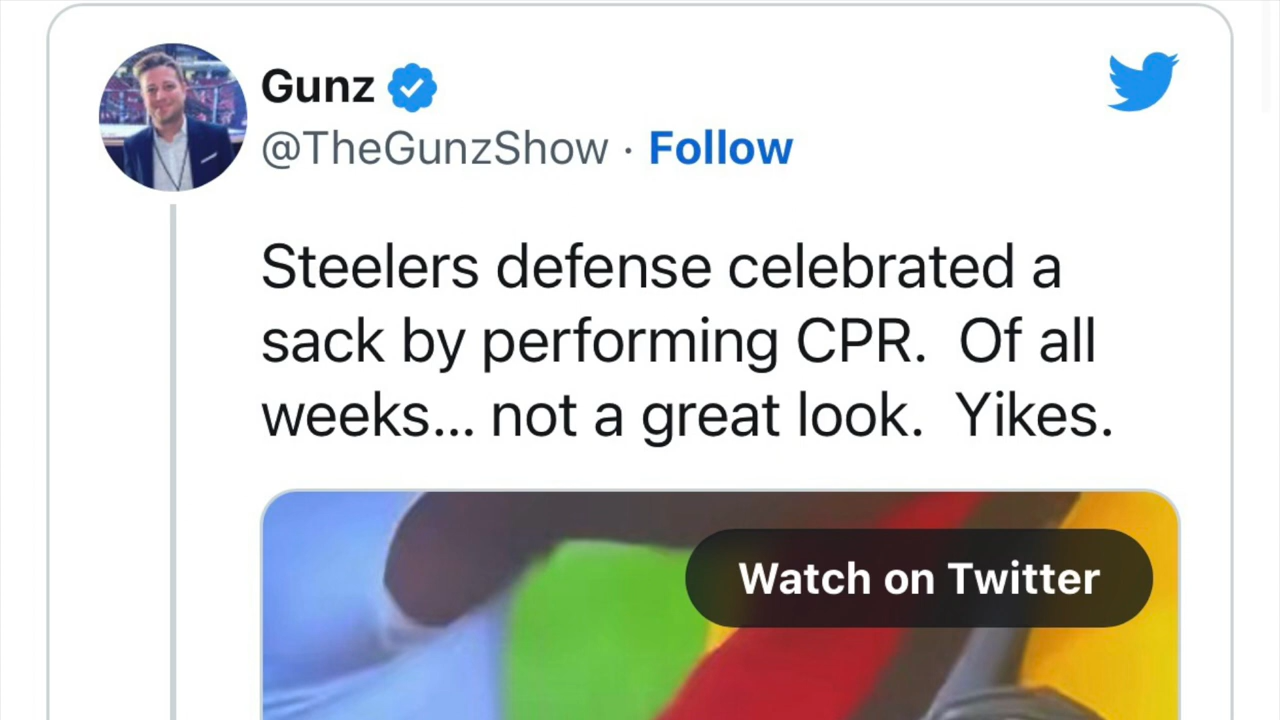 Gunz
@TheGunzShow · Follow
Steelers defense celebrated a
sack by performing CPR.  Of all
weeks... not a great look.  Yikes.
Watch on Twitter